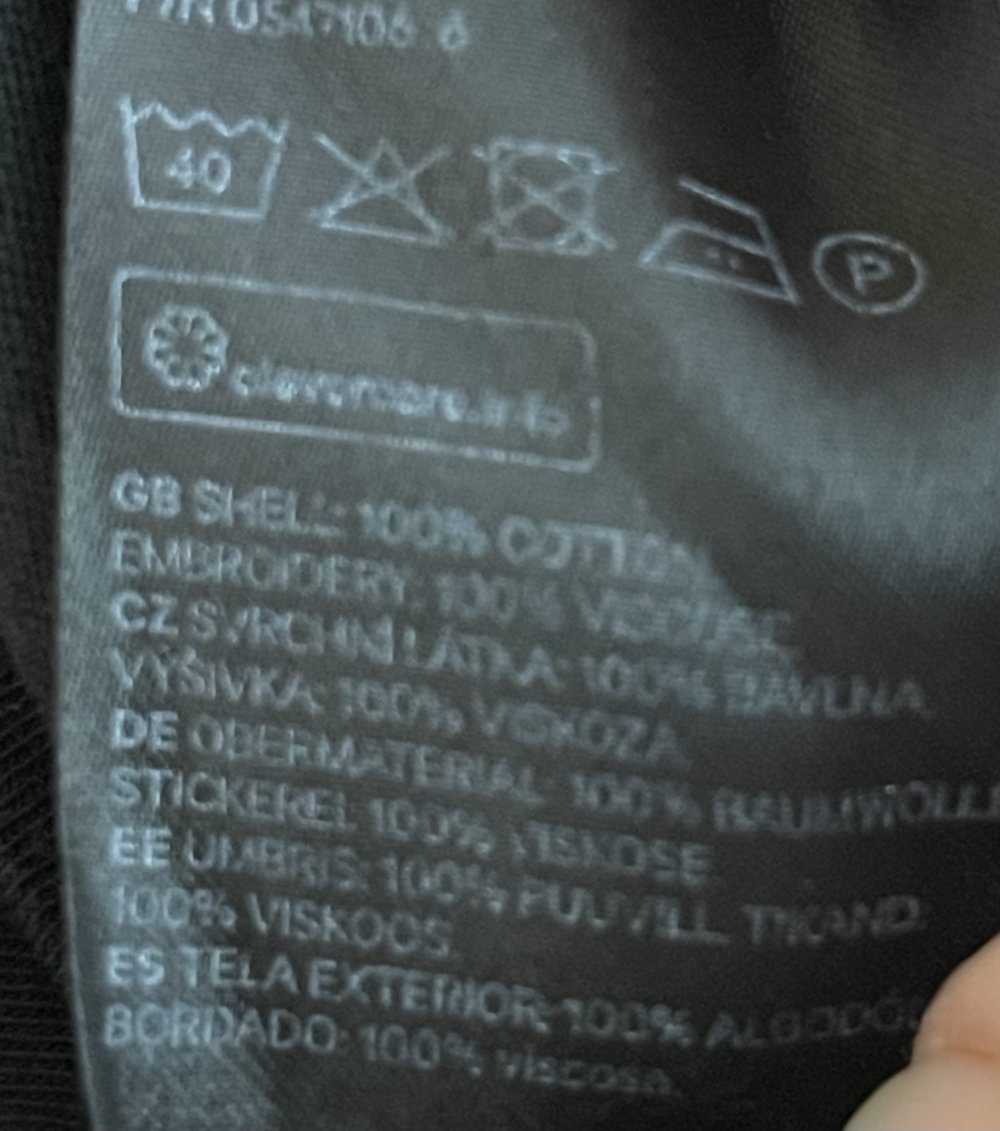 0547106 6
40
P
clevercare.info
GB SHELL: 100% COTTON
EMBROIDERY: 100% VISCOSE
CZ SVRCHNÍ LÁTKA: 100% BAVLNA
VÝŠIVKA: 100% VISKÓZA
DE OBERMATERIAL: 100% BAUMWOLLE
STICKEREI: 100% VISKOSE
EE ÜMBRIS: 100% PUUVILL. TIKAND:
100% VISKOOS
ES TELA EXTERIOR: 100% ALGODÓN
BORDADO: 100% viscosa